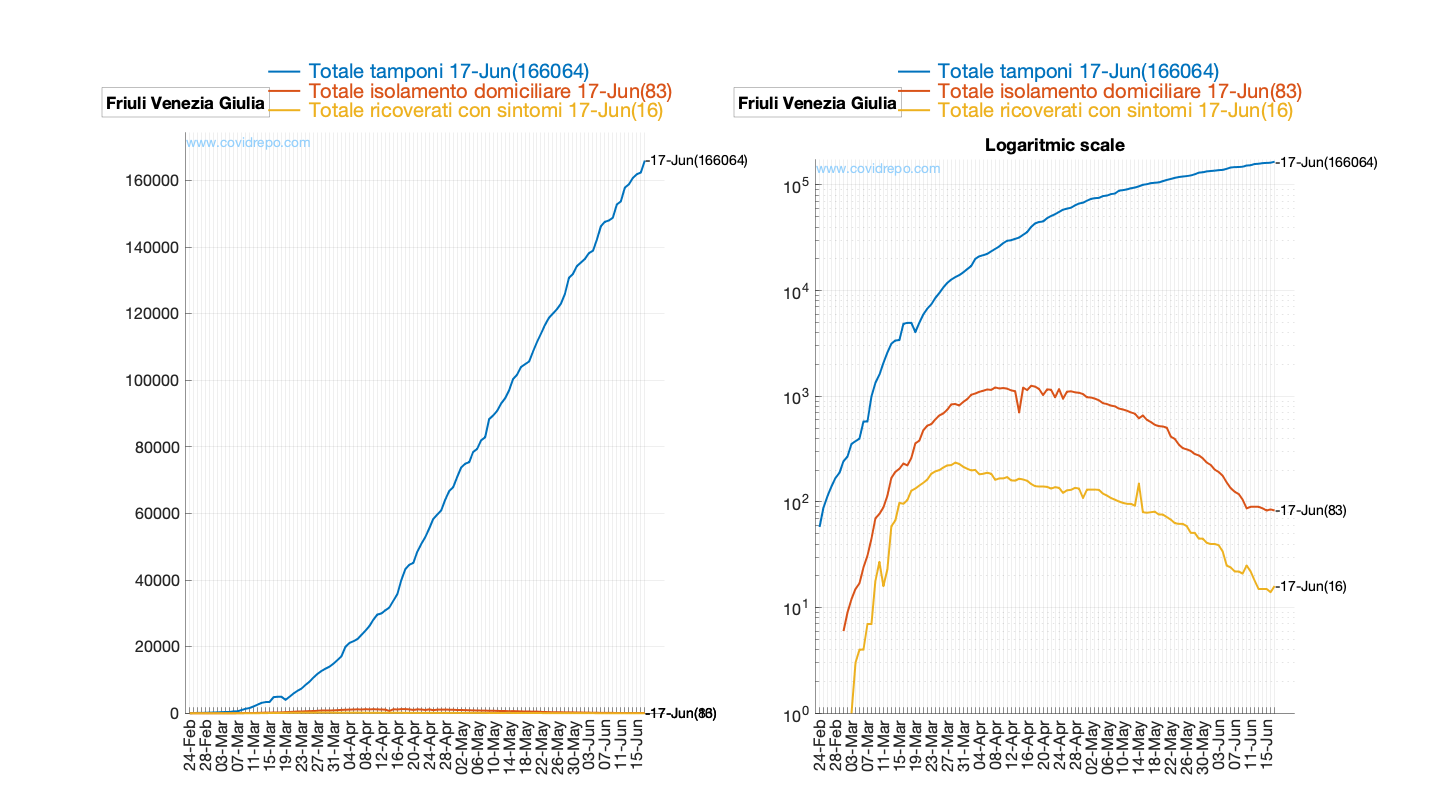 Totale tamponi 17-Jun(166064)
Totale isolamento domiciliare 17-Jun(83)
Totale ricoverati con sintomi 17-Jun(16)
Friuli Venezia Giulia
www.covidrepo.com
-17-Jun(166064)
160000
140000
120000
100000
80000
60000
40000
20000
0
-17-Jun(16)
24-Feb
28-Feb
03-Mar
07-Mar
11-Mar
15-Mar
19-Mar
23-Mar
27-Mar
31-Mar
04-Apr
08-Apr
12-Apr
16-Apr
20-Apr
24-Apr
28-Apr
02-May
06-May
10-May
14-May
18-May
22-May
26-May
30-May
03-Jun
07-Jun
11-Jun
15-Jun
Totale tamponi 17-Jun(166064)
Totale isolamento domiciliare 17-Jun(83)
Totale ricoverati con sintomi 17-Jun(16)
Friuli Venezia Giulia
Logaritmic scale
www.covidrepo.com
-17-Jun(166064)
10^5
10^4
10^3
10^2
10^1
10^0
-17-Jun(83)
-17-Jun(16)
24-Feb
28-Feb
03-Mar
07-Mar
11-Mar
15-Mar
19-Mar
23-Mar
27-Mar
31-Mar
04-Apr
08-Apr
12-Apr
16-Apr
20-Apr
24-Apr
28-Apr
02-May
06-May
10-May
14-May
18-May
22-May
26-May
30-May
03-Jun
07-Jun
11-Jun
15-Jun